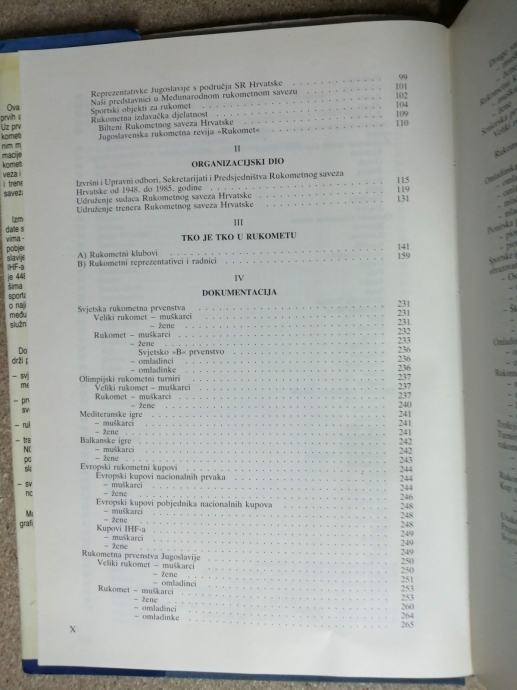 Reprezentativke Jugoslavije s područja SR Hrvatske 99
Naši predstavnici u Međunarodnom rukometnom savezu 101
Sportski objekti za rukomet 102
Rukometna izdavačka djelatnost 104
Bilteni Rukometnog saveza Hrvatske 109
Jugoslavenska rukometna revija »Rukomet« 110
II
ORGANIZACIJSKI DIO
Izvršni i Upravni odbori, Sekretarijati i Predsjedništva Rukometnog saveza
Hrvatske od 1948. do 1985. godine 115
Udruženje sudaca Rukometnog saveza Hrvatske 119
Udruženje trenera Rukometnog saveza Hrvatske 131
III
TKO JE TKO U RUKOMETU
A) Rukometni klubovi 141
B) Rukometni reprezentativci i radnici 159
IV
DOKUMENTACIJA
Svjetska rukometna prvenstva 231
Veliki rukomet – muškarci 231
– žene 231
Rukomet – muškarci 232
– žene 233
Svjetsko »B« prvenstvo 236
– omladinci 236
– omladinke 236
Olimpijski rukometni turniri 237
Veliki rukomet – muškarci 237
Rukomet – muškarci 237
– žene 240
Mediteranske igre 241
– muškarci 241
– žene 241
Balkanske igre 242
– muškarci 242
– žene 243
Evropski rukometni kupovi 244
Evropski kupovi nacionalnih prvaka 244
– muškarci 244
– žene 246
Evropski kupovi pobjednika nacionalnih kupova 248
– muškarci 248
– žene 248
Kupovi IHF-a 249
– muškarci 249
– žene 249
Rukometna prvenstva Jugoslavije 250
Veliki rukomet – muškarci 250
– žene 251
– omladinci 253
Rukomet – muškarci 253
– žene 260
– omladinci 264
– omladinke 265
X